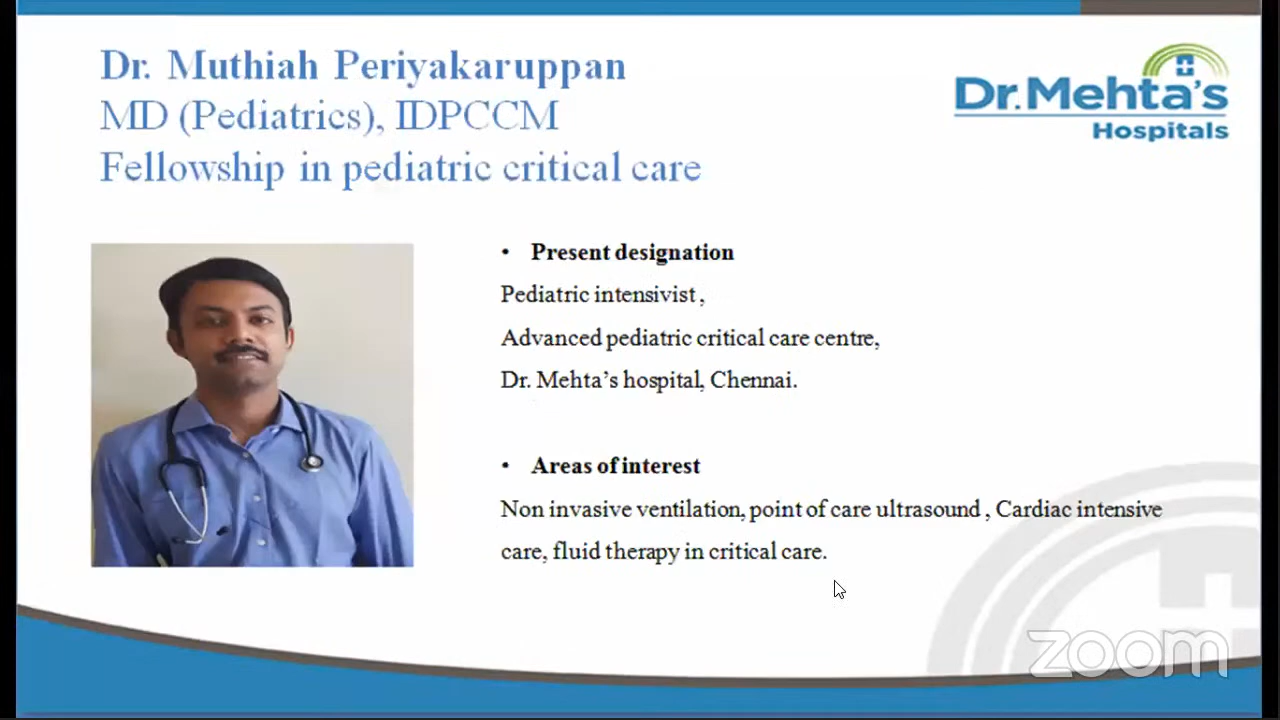 Dr. Muthiah Periyakaruppan
MD (Pediatrics), IDPCCM
Fellowship in pediatric critical care
Dr.Mehta's
Hospitals
• Present designation
Pediatric intensivist ,
Advanced pediatric critical care centre,
Dr. Mehta’s hospital, Chennai.
• Areas of interest
Non invasive ventilation, point of care ultrasound , Cardiac intensive
care, fluid therapy in critical care.
zoom